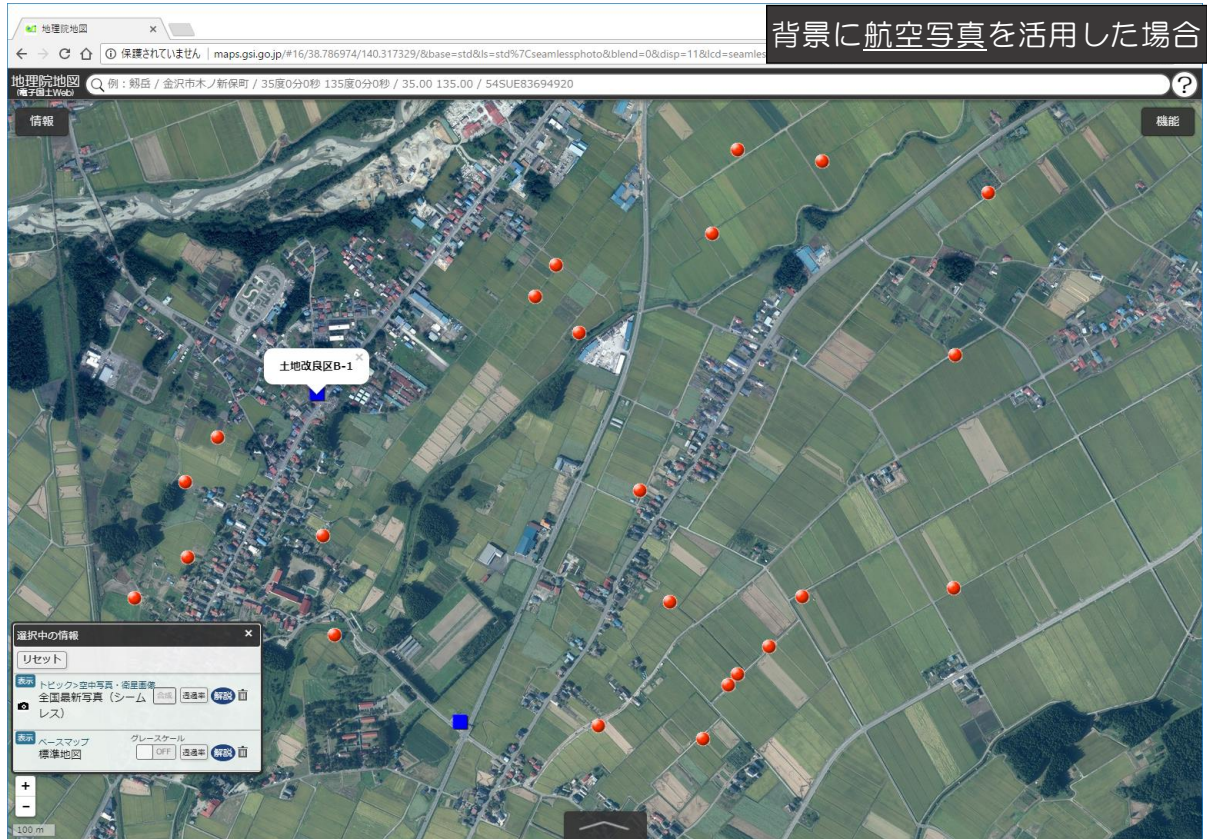 地理院地図
背景に航空写真を活用した場合
保護されていません | maps.gsi.go.jp/#16/38.786974/140.317329/&base=std&ls=std%7Cseamlessphoto&blend=0&disp=11&lcd=seamles
地理院地図
(電子国土Web)
例：剱岳 / 金沢市木ノ新保町 / 35度0分0秒 135度0分0秒 / 35.00 135.00 / 54SUE83694920
?
情報
機能
土地改良区B-1
×
選択中の情報
×
リセット
表示
トピック>空中写真・衛星画像
全国最新写真（シーム
レス）
透過率
解説
表示
ベースマップ
標準地図
グレースケール
OFF
透過率
解説
+
−
100 m